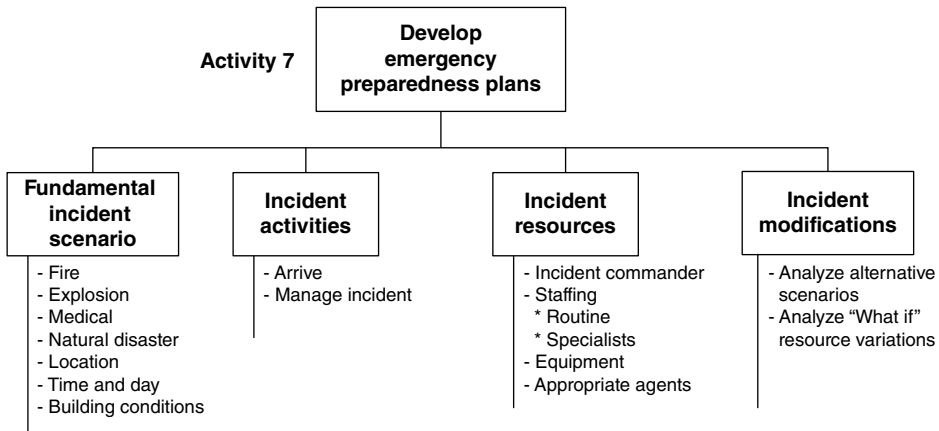 Activity 7
Develop
emergency
preparedness plans
Fundamental
incident
scenario
- Fire
- Explosion
- Medical
- Natural disaster
- Location
- Time and day
- Building conditions
Incident
activities
- Arrive
- Manage incident
Incident
resources
- Incident commander
- Staffing
* Routine
* Specialists
- Equipment
- Appropriate agents
Incident
modifications
- Analyze alternative
scenarios
- Analyze “What if”
resource variations